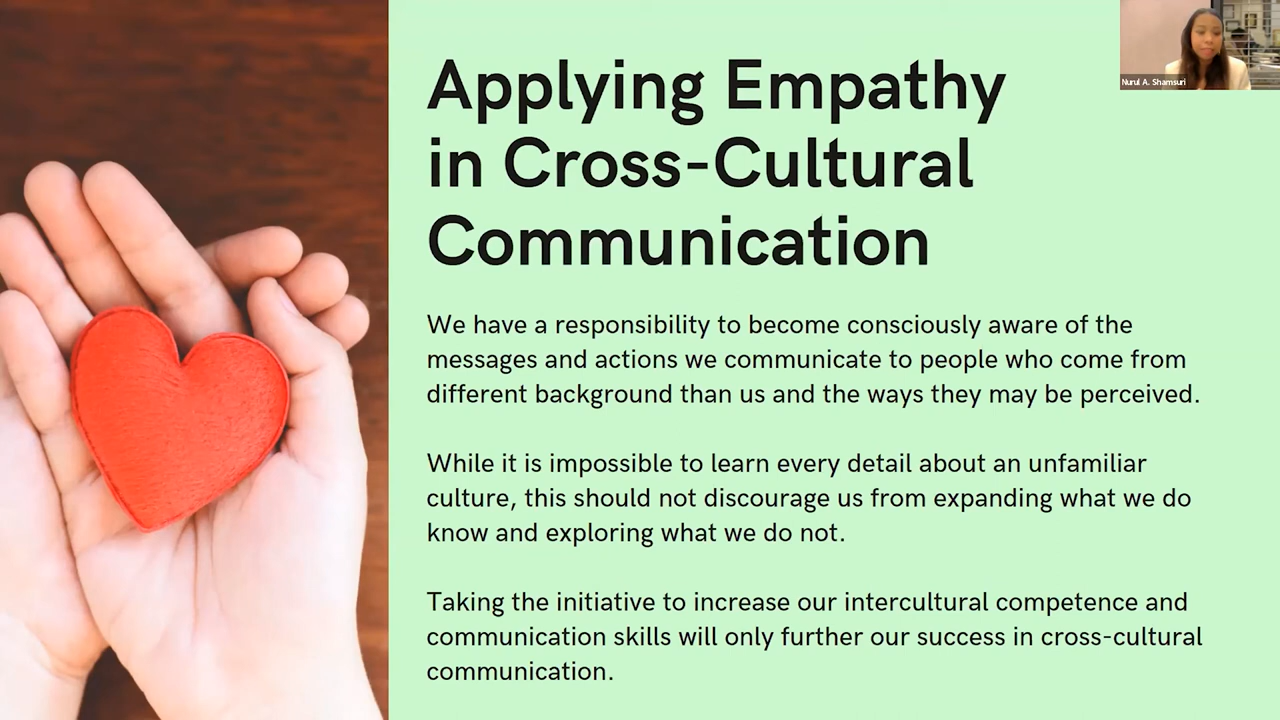 Applying Empathy
in Cross-Cultural
Communication
We have a responsibility to become consciously aware of the
messages and actions we communicate to people who come from
different background than us and the ways they may be perceived.
While it is impossible to learn every detail about an unfamiliar
culture, this should not discourage us from expanding what we do
know and exploring what we do not.
Taking the initiative to increase our intercultural competence and
communication skills will only further our success in cross-cultural
communication.
Nurul A. Shamsuri